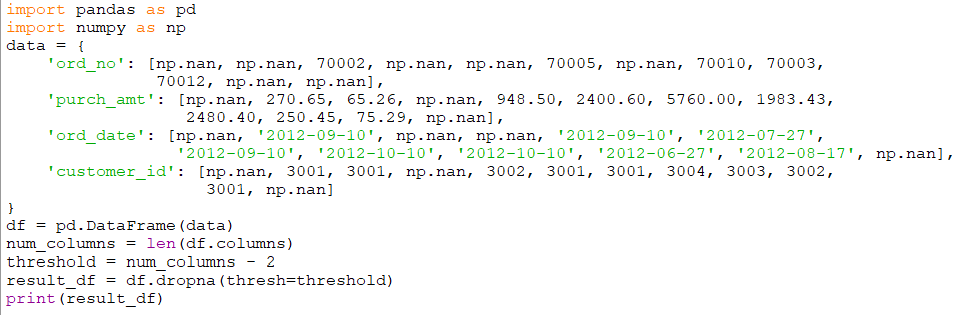 import pandas as pd
import numpy as np
data = {
    'ord_no': [np.nan, np.nan, 70002, np.nan, np.nan, 70005, np.nan, 70010, 70003,
               70012, np.nan, np.nan],
    'purch_amt': [np.nan, 270.65, 65.26, np.nan, 948.50, 2400.60, 5760.00, 1983.43,
                  2480.40, 250.45, 75.29, np.nan],
    'ord_date': [np.nan, '2012-09-10', np.nan, np.nan, '2012-09-10', '2012-07-27',
                 '2012-09-10', '2012-10-10', '2012-10-10', '2012-06-27', '2012-08-17', np.nan],
    'customer_id': [np.nan, 3001, 3001, np.nan, 3002, 3001, 3001, 3004, 3003, 3002,
                    3001, np.nan]
}
df = pd.DataFrame(data)
num_columns = len(df.columns)
threshold = num_columns - 2
result_df = df.dropna(thresh=threshold)
print(result_df)